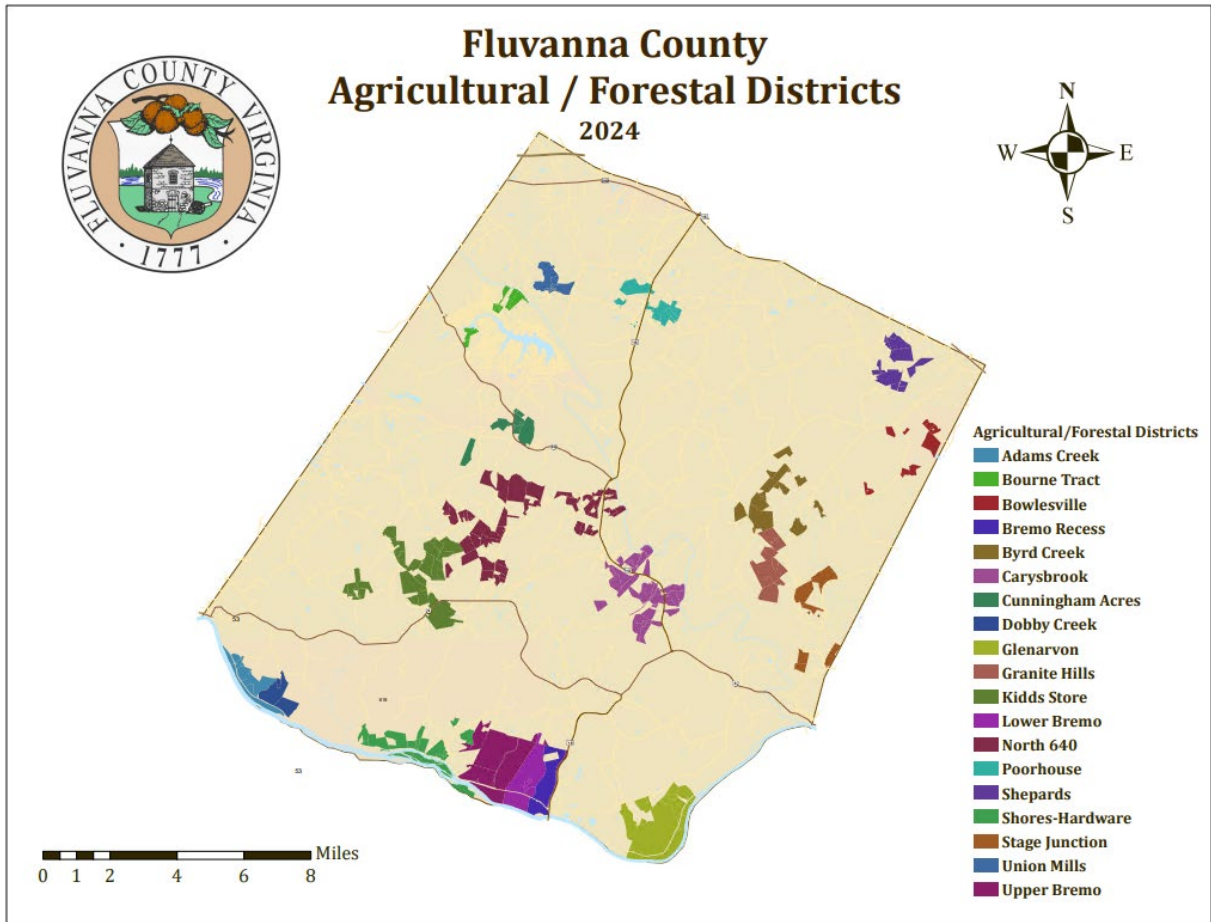 Fluvanna County
Agricultural / Forestal Districts
2024
FLUVANNA COUNTY VIRGINIA
· 1777 ·
N
W E
S
53
53
Agricultural/Forestal Districts
Adams Creek
Bourne Tract
Bowlesville
Bremo Recess
Byrd Creek
Carysbrook
Cunningham Acres
Dobby Creek
Glenarvon
Granite Hills
Kidds Store
Lower Bremo
North 640
Poorhouse
Shepards
Shores-Hardware
Stage Junction
Union Mills
Upper Bremo
Miles
0 1 2 4 6 8